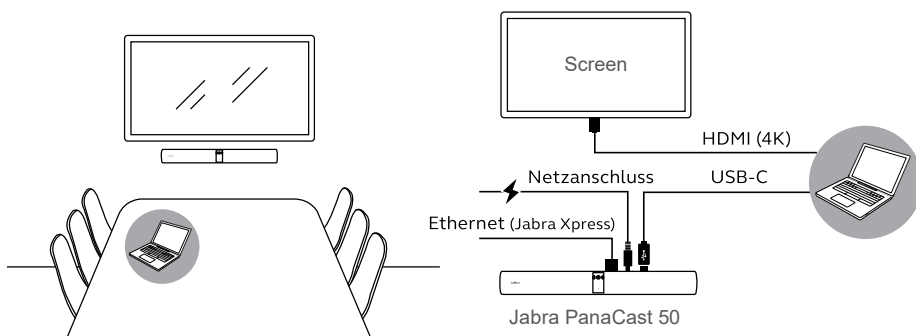 Screen
HDMI (4K)
Netzanschluss
USB-C
Ethernet (Jabra Xpress)
Jabra PanaCast 50